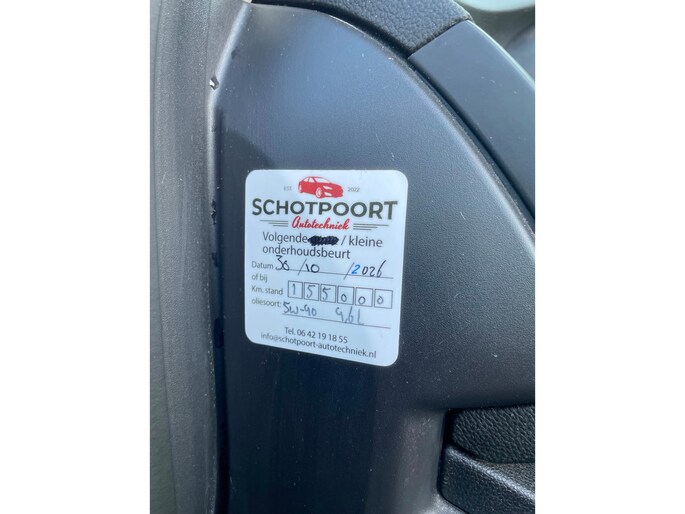 EST. 2002
SCHOTPOORT
Autotechniek
Volgende / kleine
onderhoudsbeurt
Datum 30/10/2026
of bij
Km. stand 155000
oliesoort: 5w-40 4,6L
Tel. 06 42 19 18 55
info@schotpoort-autotechniek.nl